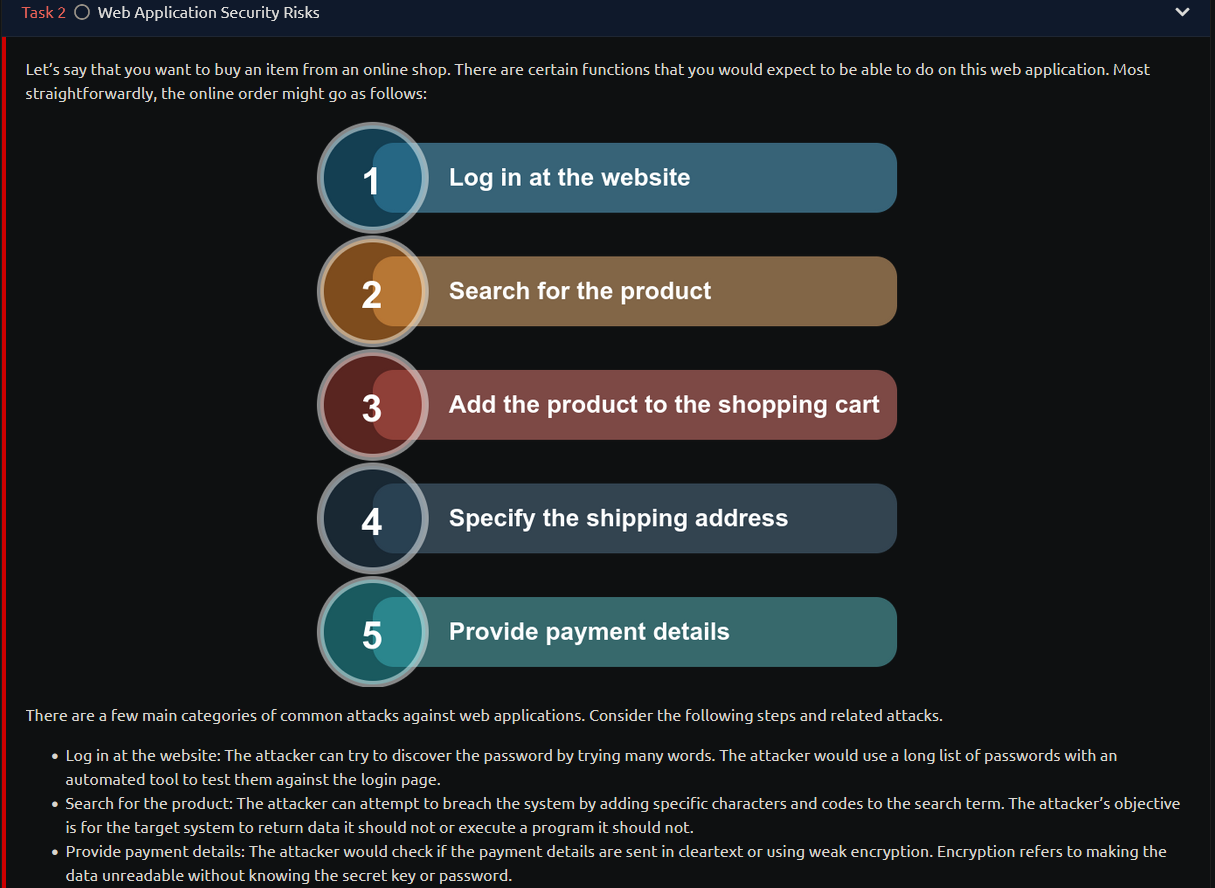 Task 2 Web Application Security Risks
Let’s say that you want to buy an item from an online shop. There are certain functions that you would expect to be able to do on this web application. Most
straightforwardly, the online order might go as follows:
1 Log in at the website
2 Search for the product
3 Add the product to the shopping cart
4 Specify the shipping address
5 Provide payment details
There are a few main categories of common attacks against web applications. Consider the following steps and related attacks.
• Log in at the website: The attacker can try to discover the password by trying many words. The attacker would use a long list of passwords with an
automated tool to test them against the login page.
• Search for the product: The attacker can attempt to breach the system by adding specific characters and codes to the search term. The attacker’s objective
is for the target system to return data it should not or execute a program it should not.
• Provide payment details: The attacker would check if the payment details are sent in cleartext or using weak encryption. Encryption refers to making the
data unreadable without knowing the secret key or password.